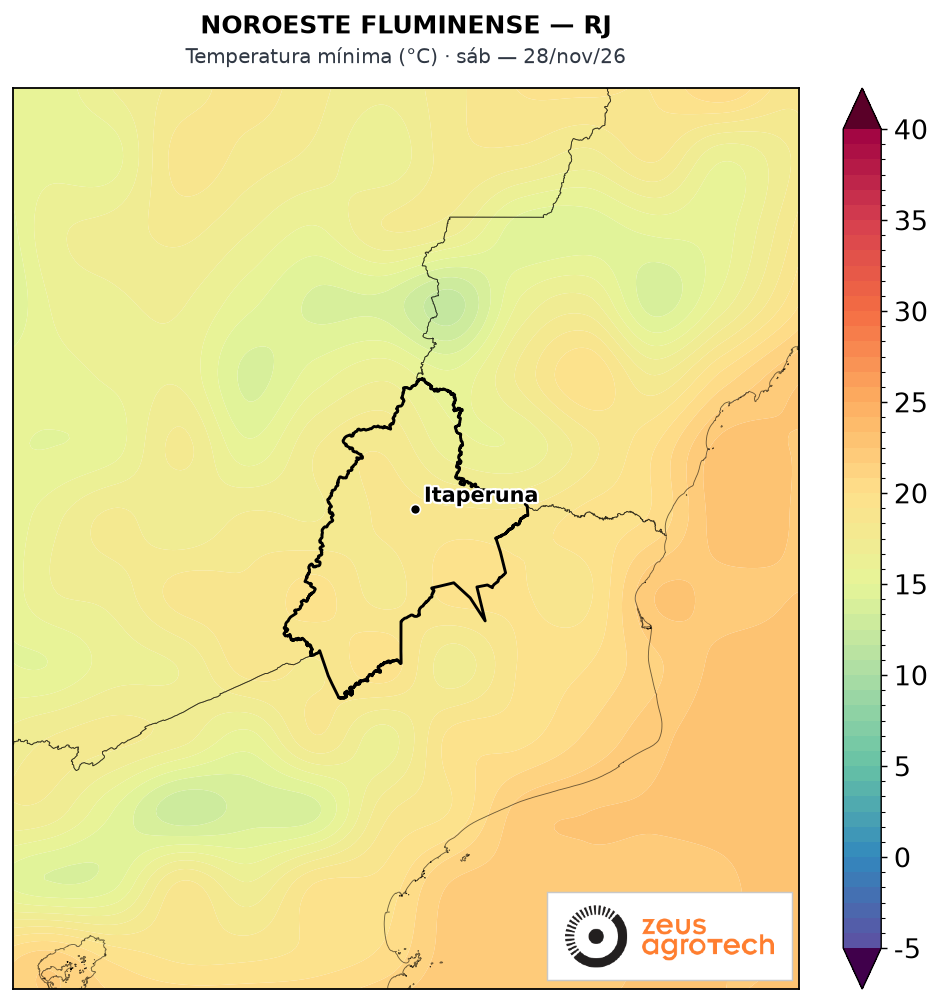 NOROESTE FLUMINENSE — RJ
Temperatura mínima (°C) · sáb — 28/nov/26
40
35
30
25
20
15
10
5
0
-5
Itaperuna
zeus
agrotech